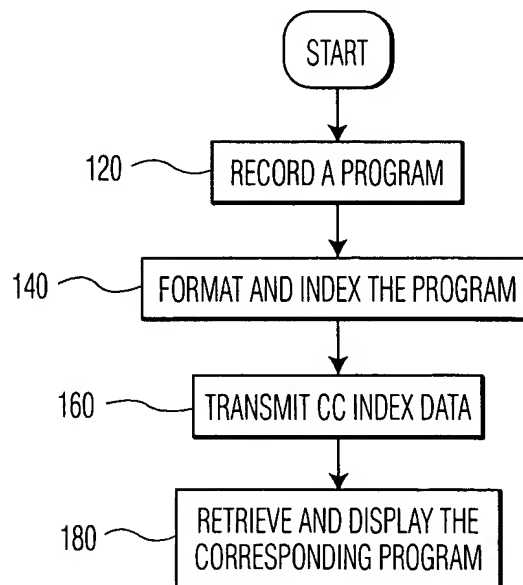 START
120
RECORD A PROGRAM
140
FORMAT AND INDEX THE PROGRAM
160
TRANSMIT CC INDEX DATA
180
RETRIEVE AND DISPLAY THE
CORRESPONDING PROGRAM